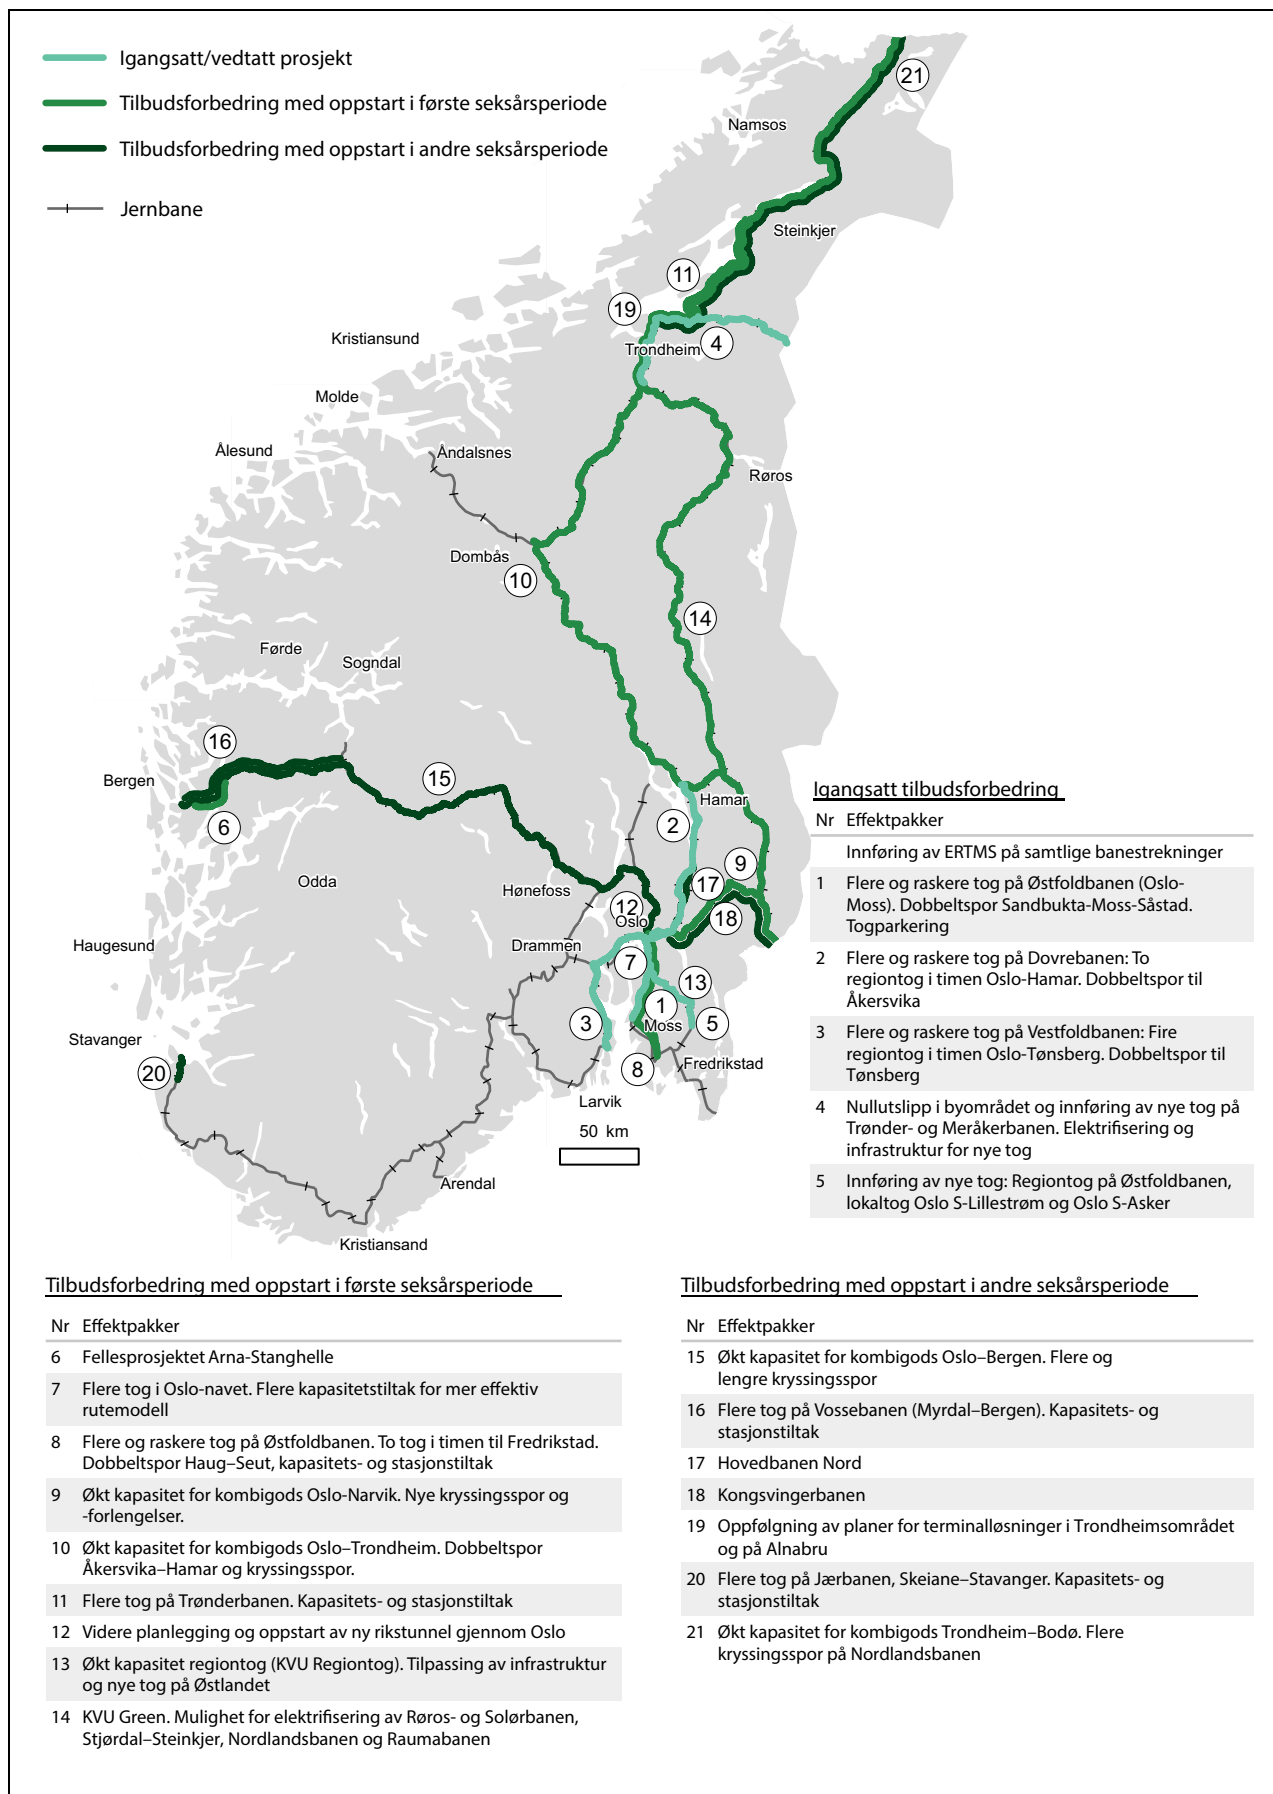 Igangsatt/vedtatt prosjekt
Tilbudsforbedring med oppstart i første seksårsperiode
Tilbudsforbedring med oppstart i andre seksårsperiode
Jernbane
21
Namsos
Steinkjer
11
19
Kristiansund
Trondheim
4
Molde
Ålesund
Åndalsnes
Røros
Dombås
10
14
Førde
Sogndal
16
15
Bergen
Hamar
6
2
9
Odda
Hønefoss
17
12
18
Oslo
Haugesund
Drammen
7
13
1
3
Moss
5
Stavanger
20
8
Fredrikstad
Larvik
50 km
Arendal
Kristiansand
Igangsatt tilbudsforbedring
Nr Effektpakker
Innføring av ERTMS på samtlige banestrekninger
1 Flere og raskere tog på Østfoldbanen (Oslo-
Moss). Dobbeltspor Sandbukta-Moss-Såstad.
Togparkering
2 Flere og raskere tog på Dovrebanen: To
regiontog i timen Oslo-Hamar. Dobbeltspor til
Åkersvika
3 Flere og raskere tog på Vestfoldbanen: Fire
regiontog i timen Oslo-Tønsberg. Dobbeltspor til
Tønsberg
4 Nullutslipp i byområdet og innføring av nye tog på
Trønder- og Meråkerbanen. Elektrifisering og
infrastruktur for nye tog
5 Innføring av nye tog: Regiontog på Østfoldbanen,
lokaltog Oslo S-Lillestrøm og Oslo S-Asker
Tilbudsforbedring med oppstart i første seksårsperiode
Nr Effektpakker
6 Fellesprosjektet Arna-Stanghelle
7 Flere tog i Oslo-navet. Flere kapasitetstiltak for mer effektiv
rutemodell
8 Flere og raskere tog på Østfoldbanen. To tog i timen til Fredrikstad.
Dobbeltspor Haug–Seut, kapasitets- og stasjonstiltak
9 Økt kapasitet for kombigods Oslo-Narvik. Nye kryssingsspor og
-forlengelser.
10 Økt kapasitet for kombigods Oslo–Trondheim. Dobbeltspor
Åkersvika–Hamar og kryssingsspor.
11 Flere tog på Trønderbanen. Kapasitets- og stasjonstiltak
12 Videre planlegging og oppstart av ny rikstunnel gjennom Oslo
13 Økt kapasitet regiontog (KVU Regiontog). Tilpassing av infrastruktur
og nye tog på Østlandet
14 KVU Green. Mulighet for elektrifisering av Røros- og Solørbanen,
Stjørdal–Steinkjer, Nordlandsbanen og Raumabanen
Tilbudsforbedring med oppstart i andre seksårsperiode
Nr Effektpakker
15 Økt kapasitet for kombigods Oslo–Bergen. Flere og
lengre kryssingsspor
16 Flere tog på Vossebanen (Myrdal–Bergen). Kapasitets- og
stasjonstiltak
17 Hovedbanen Nord
18 Kongsvingerbanen
19 Oppfølgning av planer for terminalløsninger i Trondheimsområdet
og på Alnabru
20 Flere tog på Jærbanen, Skeiane–Stavanger. Kapasitets- og
stasjonstiltak
21 Økt kapasitet for kombigods Trondheim–Bodø. Flere
kryssingsspor på Nordlandsbanen